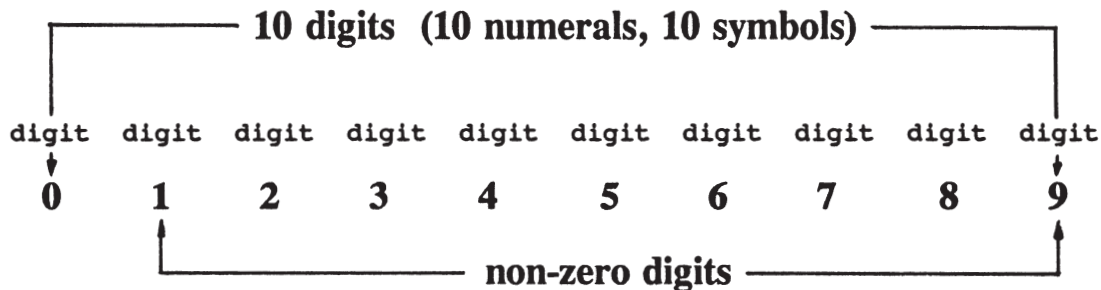 10 digits (10 numerals, 10 symbols)
digit digit digit digit digit digit digit digit digit digit
0 1 2 3 4 5 6 7 8 9
non-zero digits